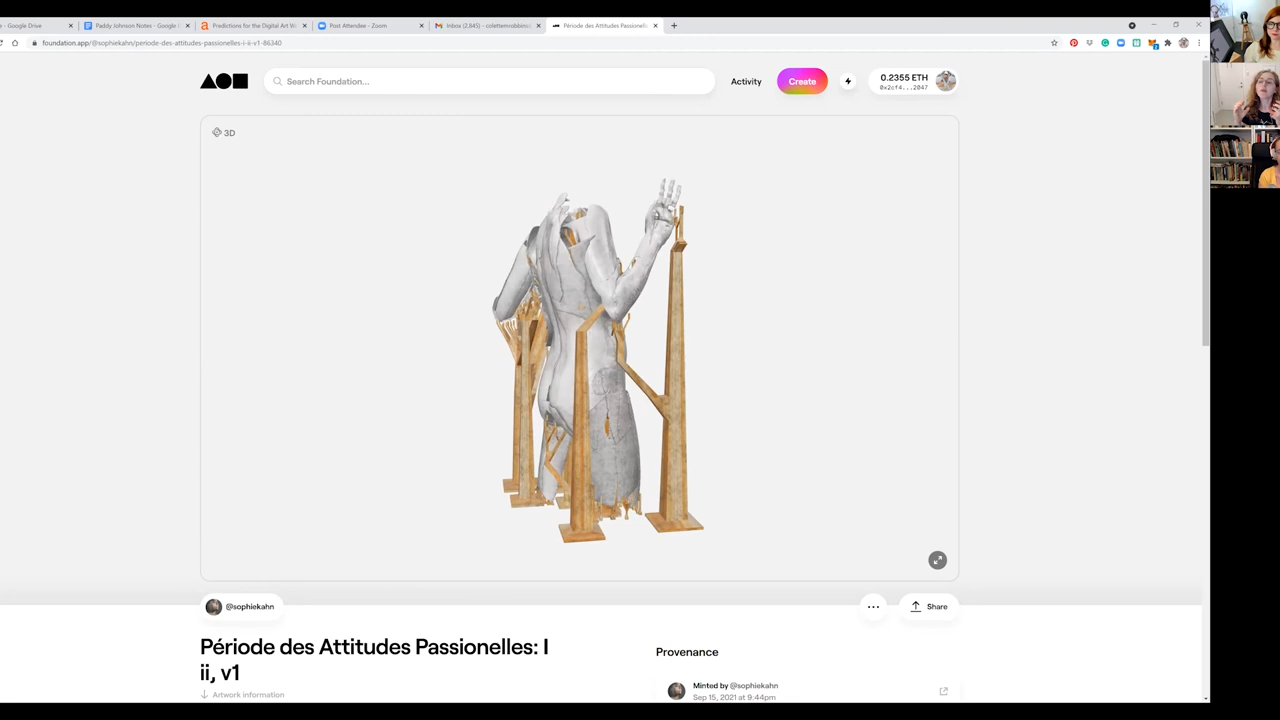 - Google Drive
Paddy Johnson Notes - Google
Predictions for the Digital Art W
Post Attendee - Zoom
Inbox (2,845) - colettemrobbins
Période des Attitudes Passionelle
foundation.app/@sophiekahn/periode-des-attitudes-passionelles-i-ii-v1-86340
Search Foundation...
Activity
Create
0.2355 ETH
0x2cf4...2047
3D
@sophiekahn
Share
Période des Attitudes Passionelles: I
ii, v1
Artwork information
Provenance
Minted by @sophiekahn
Sep 15, 2021 at 9:44pm